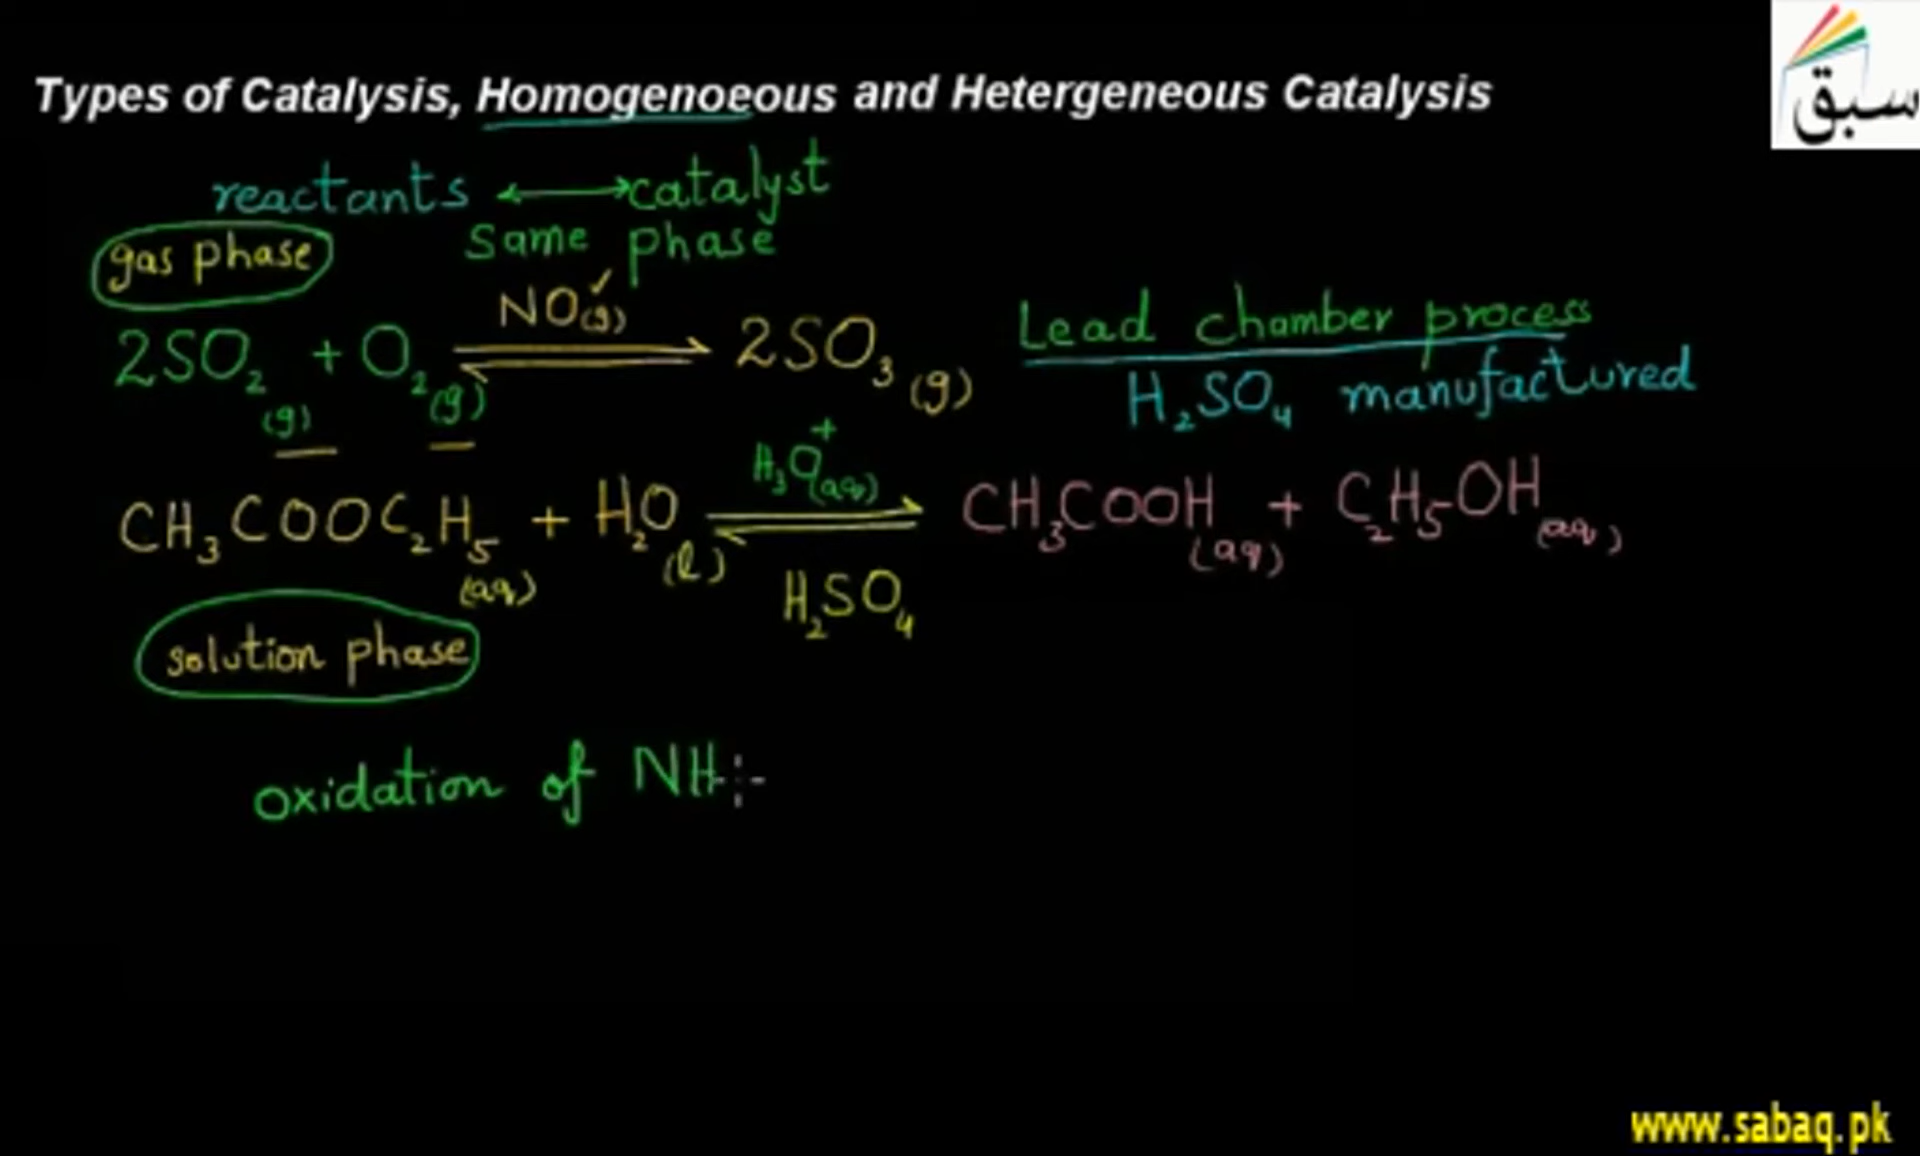 Types of Catalysis, Homogenoeous and Hetergeneous Catalysis
سبق
reactants ↔ catalyst
same phase
gas phase
NO(g) ✓
2SO₂(g) + O₂(g) ⇌ 2SO₃(g)
Lead chamber process
H₂SO₄ manufactured
H₃O⁺(aq)
CH₃COOC₂H₅(aq) + H₂O(l) ⇌ CH₃COOH(aq) + C₂H₅OH(aq)
H₂SO₄
solution phase
oxidation of NH
www.sabaq.pk